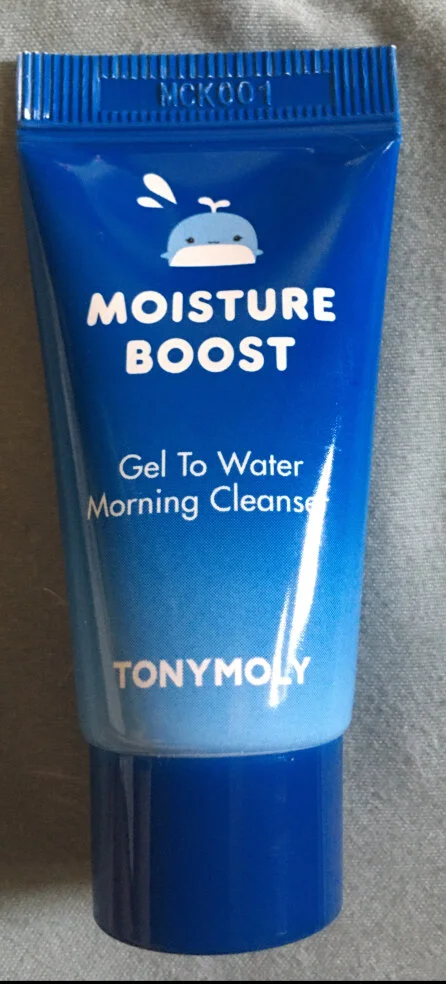 MCK001
MOISTURE
BOOST
Gel To Water
Morning Cleanser
TONYMOLY